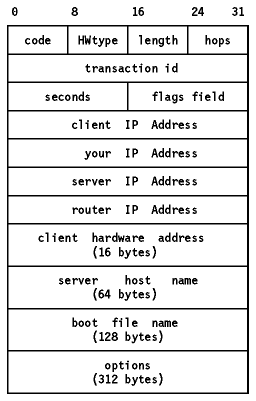 0 8 16 24 31
code HWtype length hops
transaction id
seconds flags field
client IP Address
your IP Address
server IP Address
router IP Address
client hardware address
(16 bytes)
server host name
(64 bytes)
boot file name
(128 bytes)
options
(312 bytes)